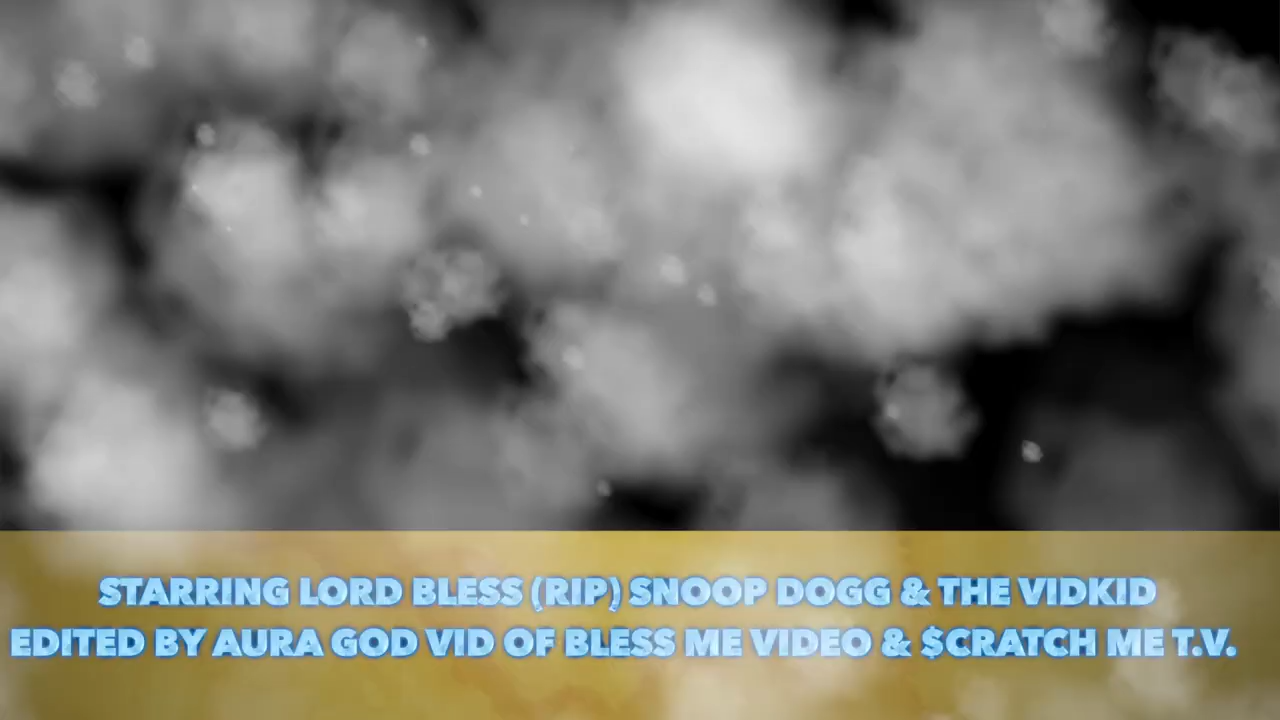 STARRING LORD BLESS (RIP) SNOOP DOGG & THE VIDKID
EDITED BY AURA GOD VID OF BLESS ME VIDEO & $CRATCH ME T.V.